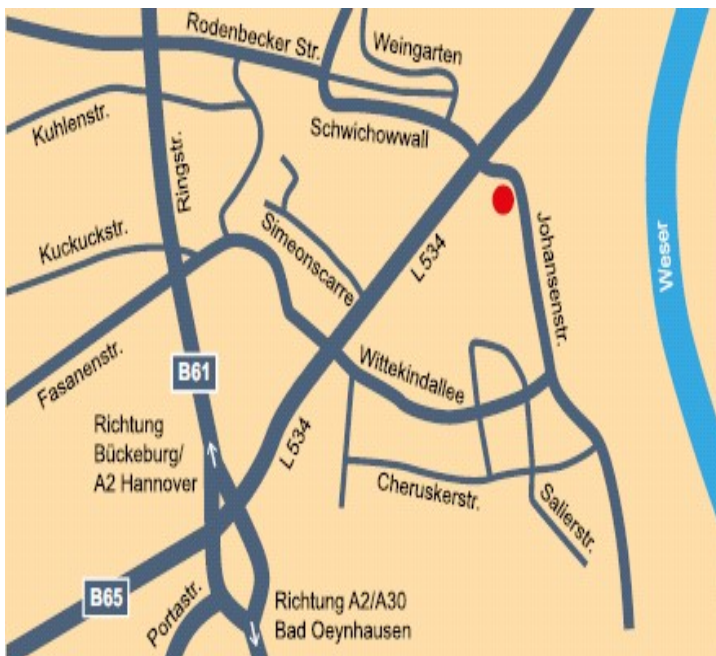 Rodenbecker Str.
Weingarten
Kuhlenstr.
Schwichowwall
Ringstr.
Kuckuckstr.
Simeonscarre
L534
Johansenstr.
Weser
Fasanenstr.
B61
Wittekindallee
Richtung
Bückeburg/
A2 Hannover
L534
Cheruskerstr.
Salierstr.
B65
Portastr.
Richtung A2/A30
Bad Oeynhausen